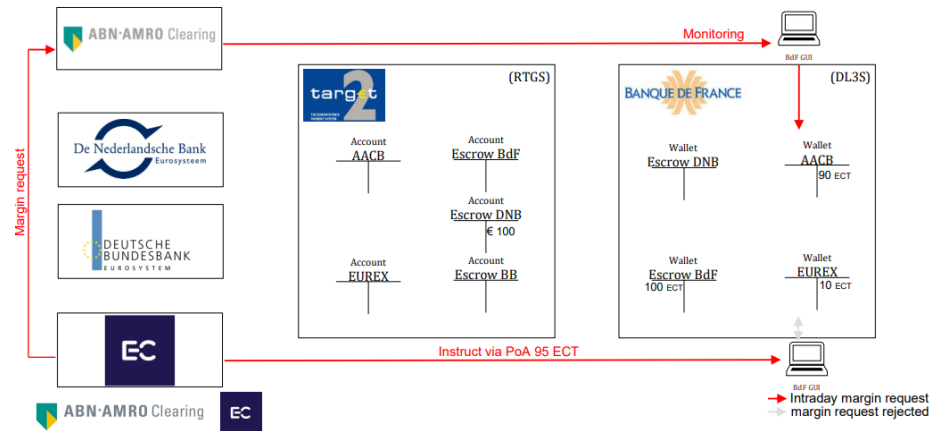 ABN·AMRO Clearing
Monitoring
BdF GUI
(RTGS)
(DL3S)
target
2
BANQUE DE FRANCE
De Nederlandsche Bank
Eurosysteem
Account
AACB
Account
Escrow BdF
Wallet
Escrow DNB
Wallet
AACB
90 ECT
Margin request
Account
Escrow DNB
€ 100
DEUTSCHE
BUNDESBANK
EUROSYSTEM
Account
EUREX
Account
Escrow BB
Wallet
Escrow BdF
100 ECT
Wallet
EUREX
10 ECT
EC
Instruct via PoA 95 ECT
BdF GUI
Intraday margin request
margin request rejected
ABN·AMRO Clearing
EC